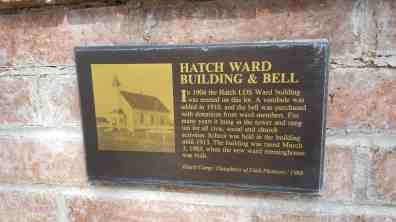 HATCH WARD
BUILDING & BELL
In 1904 the Hatch LDS Ward building
was erected on this lot. A vestibule was
added in 1910, and the bell was purchased
with donations from ward members. For
many years it hung in the tower and rang
out for all civic, social and church
activities. School was held in the building
until 1913. The building was razed March
3, 1983, when the new ward meetinghouse
was built.
Hatch Camp, Daughters of Utah Pioneers, 1988